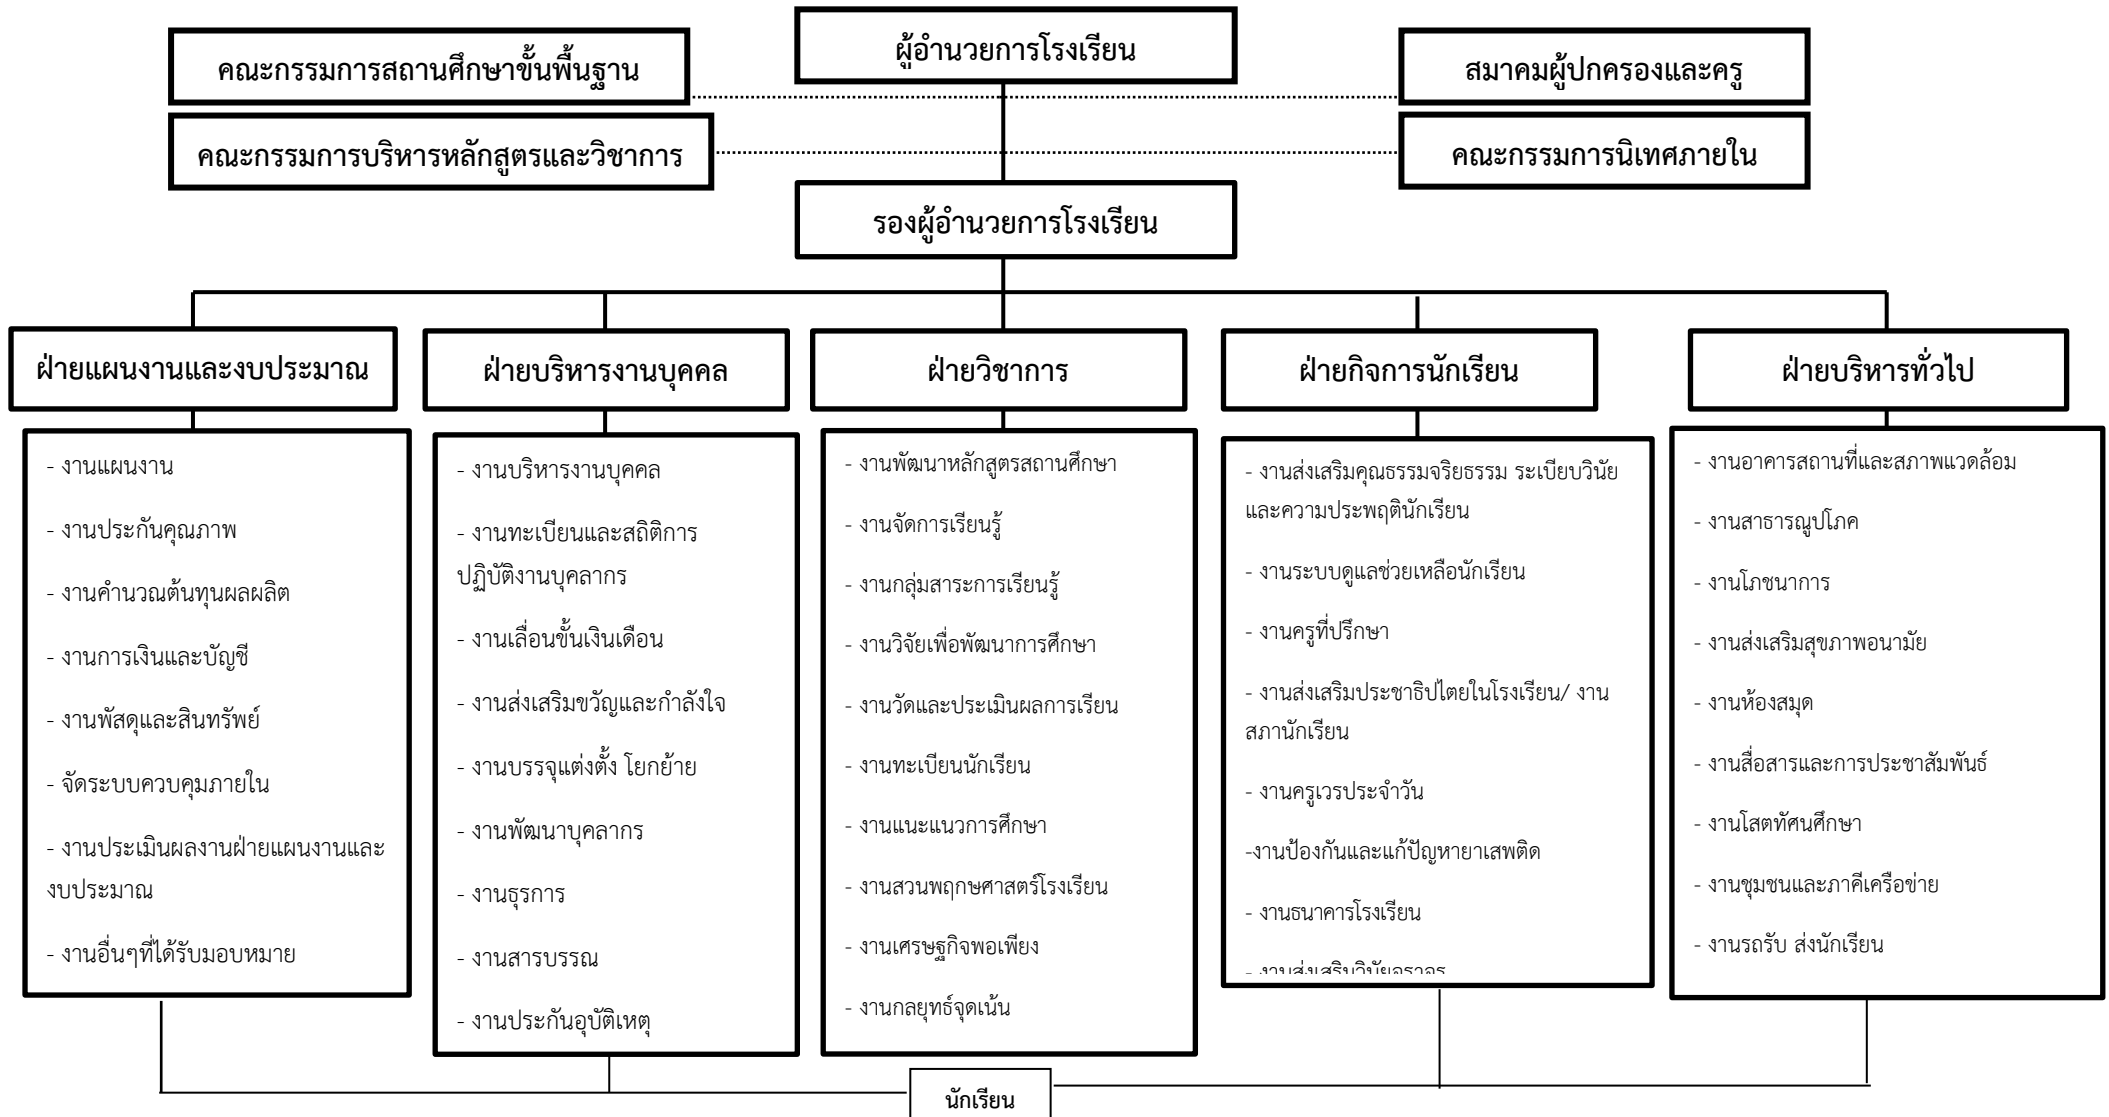 ผู้อำนวยการโรงเรียน
คณะกรรมการสถานศึกษาขั้นพื้นฐาน
สมาคมผู้ปกครองและครู
คณะกรรมการบริหารหลักสูตรและวิชาการ
คณะกรรมการนิเทศภายใน
รองผู้อำนวยการโรงเรียน
ฝ่ายแผนงานและงบประมาณ
- งานแผนงาน
- งานประกันคุณภาพ
- งานคำนวณต้นทุนผลผลิต
- งานการเงินและบัญชี
- งานพัสดุและสินทรัพย์
- จัดระบบควบคุมภายใน
- งานประเมินผลงานฝ่ายแผนงานและ
งบประมาณ
- งานอื่นๆที่ได้รับมอบหมาย
ฝ่ายบริหารงานบุคคล
- งานบริหารงานบุคคล
- งานทะเบียนและสถิติการ
ปฏิบัติงานบุคลากร
- งานเลื่อนขั้นเงินเดือน
- งานส่งเสริมขวัญและกำลังใจ
- งานบรรจุแต่งตั้ง โยกย้าย
- งานพัฒนาบุคลากร
- งานธุรการ
- งานสารบรรณ
- งานประกันอุบัติเหตุ
ฝ่ายวิชาการ
- งานพัฒนาหลักสูตรสถานศึกษา
- งานจัดการเรียนรู้
- งานกลุ่มสาระการเรียนรู้
- งานวิจัยเพื่อพัฒนาการศึกษา
- งานวัดและประเมินผลการเรียน
- งานทะเบียนนักเรียน
- งานแนะแนวการศึกษา
- งานสวนพฤกษศาสตร์โรงเรียน
- งานเศรษฐกิจพอเพียง
- งานกลยุทธ์จุดเน้น
ฝ่ายกิจการนักเรียน
- งานส่งเสริมคุณธรรมจริยธรรม ระเบียบวินัย
และความประพฤตินักเรียน
- งานระบบดูแลช่วยเหลือนักเรียน
- งานครูที่ปรึกษา
- งานส่งเสริมประชาธิปไตยในโรงเรียน/ งาน
สภานักเรียน
- งานครูเวรประจำวัน
-งานป้องกันและแก้ปัญหายาเสพติด
- งานธนาคารโรงเรียน
- งานส่งเสริมวินัยจราจร
ฝ่ายบริหารทั่วไป
- งานอาคารสถานที่และสภาพแวดล้อม
- งานสาธารณูปโภค
- งานโภชนาการ
- งานส่งเสริมสุขภาพอนามัย
- งานห้องสมุด
- งานสื่อสารและการประชาสัมพันธ์
- งานโสตทัศนศึกษา
- งานชุมชนและภาคีเครือข่าย
- งานรถรับ ส่งนักเรียน
นักเรียน